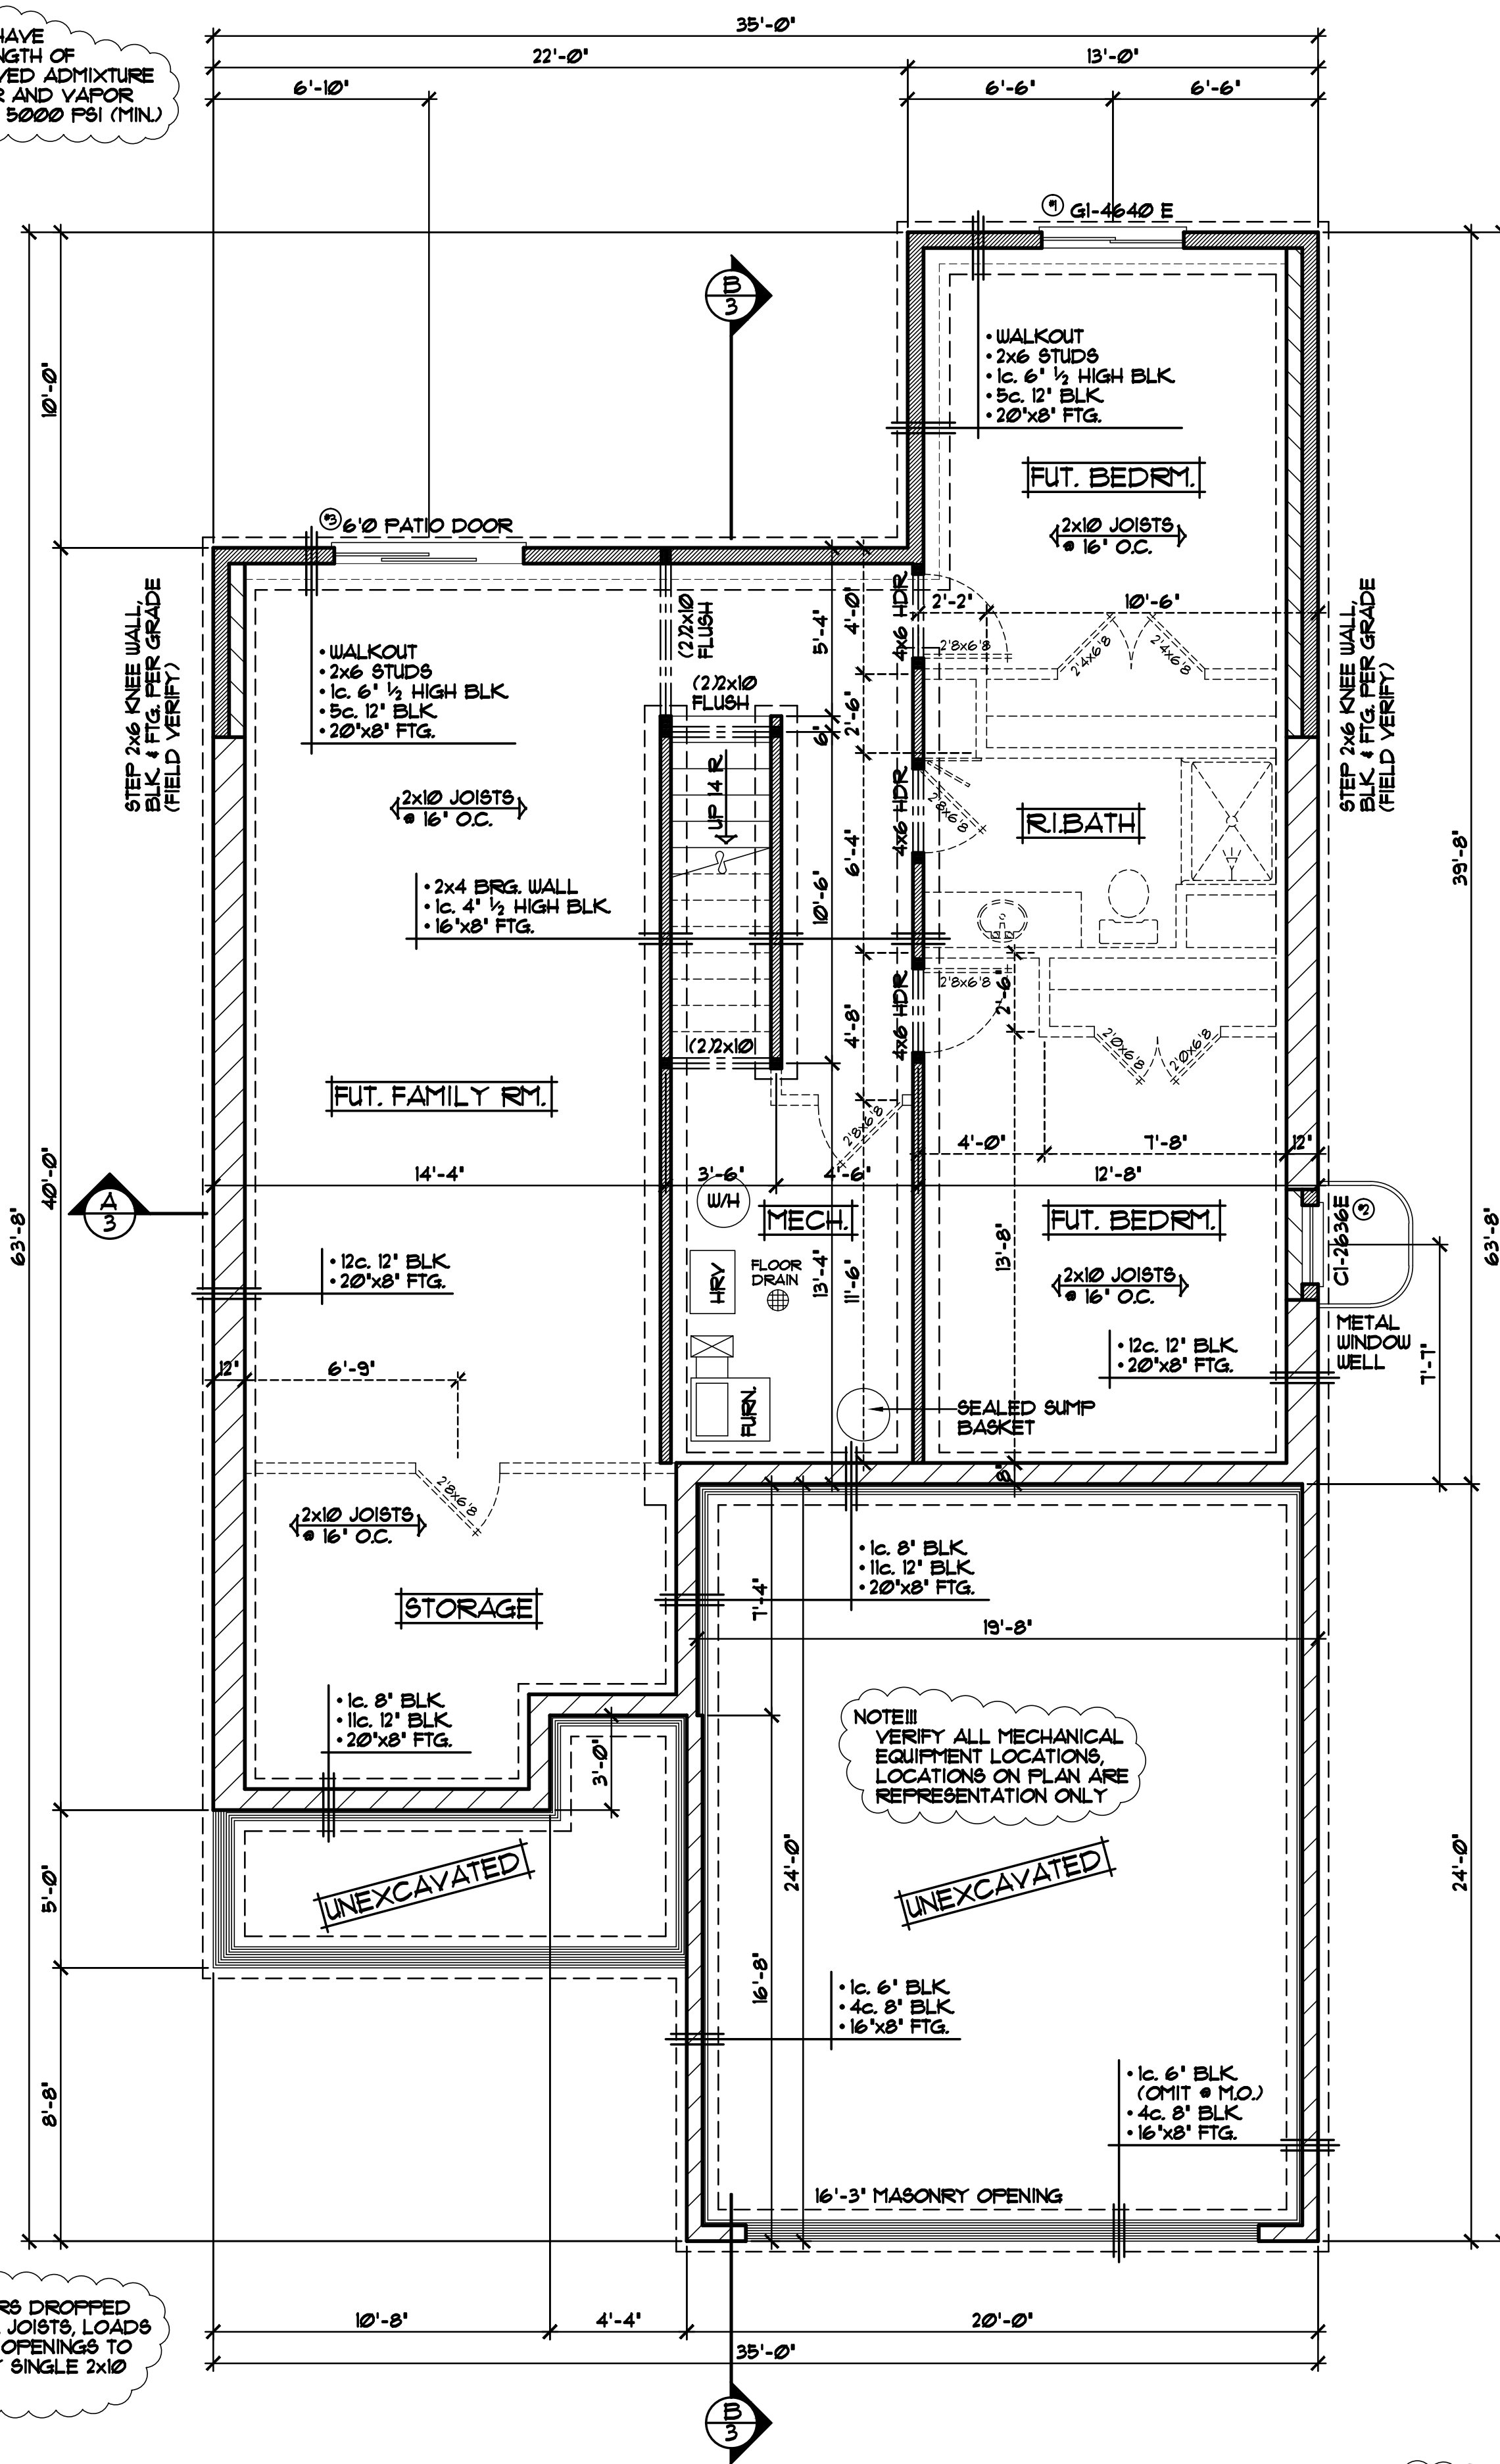 35'-0"
22'-0"
13'-0"
6'-10"
6'-6"
6'-6"
HAVE
NGTH OF
VED ADMIXTURE
R AND VAPOR
5000 PSI (MIN.)
#1 G1-4640 E
B
3
• WALKOUT
• 2x6 STUDS
• 1c. 6" ½ HIGH BLK.
• 5c. 12" BLK.
• 20"x8" FTG.
10'-0"
FUT. BEDRM.
2x10 JOISTS
@ 16" O.C.
#3 6'0 PATIO DOOR
STEP 2x6 KNEE WALL,
BLK. & FTG. PER GRADE
(FIELD VERIFY)
• WALKOUT
• 2x6 STUDS
• 1c. 6" ½ HIGH BLK.
• 5c. 12" BLK.
• 20"x8" FTG.
(2)2x10
FLUSH
(2)2x10
FLUSH
5'-4"
4'-0"
4x6 HDR.
2'-2"
10'-6"
2'8x6'8
2'4x6'8
2'4x6'8
STEP 2x6 KNEE WALL,
BLK. & FTG. PER GRADE
(FIELD VERIFY)
6"
2'-6"
UP 14 R.
2x10 JOISTS
@ 16" O.C.
4x6 HDR.
2'8x6'8
R.I.BATH
39'-8"
• 2x4 BRG. WALL
• 1c. 4" ½ HIGH BLK.
• 16"x8" FTG.
10'-6"
6'-4"
4x6 HDR.
2'8x6'8
2'-6"
4'-8"
(2)2x10
2'0x6'8
2'0x6'8
FUT. FAMILY RM.
2'8x6'8
4'-0"
7'-8"
12"
40'-0"
63'-8"
14'-4"
3'-6"
4'-6"
12'-8"
A
3
W/H
MECH.
FUT. BEDRM.
C1-2636E #2
63'-8"
• 12c. 12" BLK.
• 20"x8" FTG.
HRV
FLOOR
DRAIN
13'-4"
11'-6"
13'-8"
2x10 JOISTS
@ 16" O.C.
METAL
WINDOW
WELL
7'-7"
• 12c. 12" BLK.
• 20"x8" FTG.
12"
6'-9"
FURN.
SEALED SUMP
BASKET
8"
2'8x6'8
2x10 JOISTS
@ 16" O.C.
• 1c. 8" BLK.
• 11c. 12" BLK.
• 20"x8" FTG.
STORAGE
7'-4"
19'-8"
• 1c. 8" BLK.
• 11c. 12" BLK.
• 20"x8" FTG.
3'-0"
NOTE!!!
VERIFY ALL MECHANICAL
EQUIPMENT LOCATIONS,
LOCATIONS ON PLAN ARE
REPRESENTATION ONLY
5'-0"
UNEXCAVATED
24'-0"
UNEXCAVATED
24'-0"
16'-8"
• 1c. 6" BLK.
• 4c. 8" BLK.
• 16"x8" FTG.
8'-8"
• 1c. 6" BLK.
(OMIT @ M.O.)
• 4c. 8" BLK.
• 16"x8" FTG.
16'-3" MASONRY OPENING
RS DROPPED
JOISTS, LOADS
OPENINGS TO
SINGLE 2x10
10'-8"
4'-4"
20'-0"
35'-0"
B
3